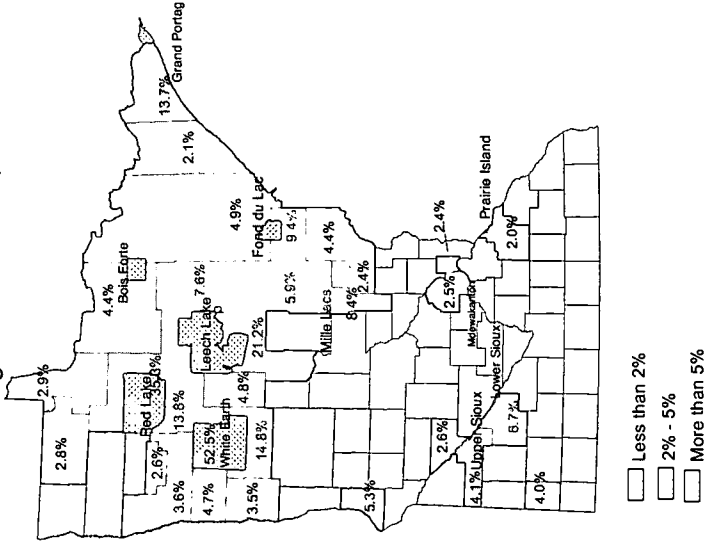 Grand Portag
13.7%
2.1%
2.9%
2.8%
4.4%
Bois Forte
4.9%
Fond du Lac
9.4%
4.4%
Red Lake
35.3%
2.6%
13.8%
3.6%
52.5%
White Earth
4.7%
14.8%
3.5%
Leech Lake
7.6%
4.8%
21.2%
5.9%
Mille Lacs
8.4%
2.4%
5.3%
2.4%
2.5%
Mdewakanton
Prairie Island
2.0%
Lower Sioux
2.6%
Upper Sioux
4.1%
6.7%
4.0%
Less than 2%
2% - 5%
More than 5%